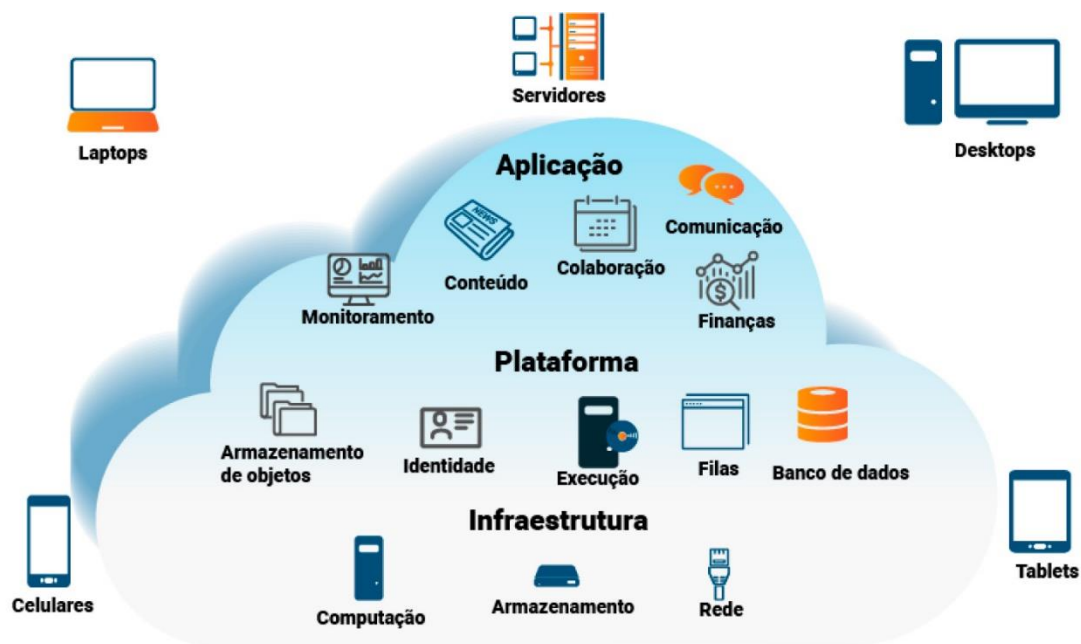 Servidores
Laptops
Desktops
Aplicação
NEWS
Comunicação
Colaboração
Conteúdo
Monitoramento
Finanças
$
Plataforma
Armazenamento
de objetos
Identidade
Execução
Filas
Banco de dados
Infraestrutura
Celulares
Computação
Armazenamento
Rede
Tablets